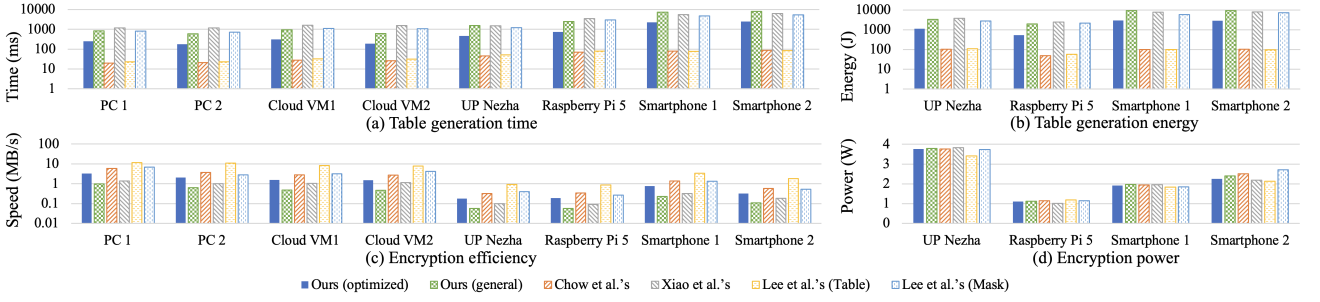 Time (ms)
10000
1000
100
10
1
PC 1
PC 2
Cloud VM1
Cloud VM2
UP Nezha
Raspberry Pi 5
Smartphone 1
Smartphone 2
(a) Table generation time
Energy (J)
10000
1000
100
10
1
UP Nezha
Raspberry Pi 5
Smartphone 1
Smartphone 2
(b) Table generation energy
Speed (MB/s)
100
10
1
0.1
0.01
PC 1
PC 2
Cloud VM1
Cloud VM2
UP Nezha
Raspberry Pi 5
Smartphone 1
Smartphone 2
(c) Encryption efficiency
Power (W)
4
3
2
1
0
UP Nezha
Raspberry Pi 5
Smartphone 1
Smartphone 2
(d) Encryption power
Ours (optimized)
Ours (general)
Chow et al.'s
Xiao et al.'s
Lee et al.'s (Table)
Lee et al.'s (Mask)